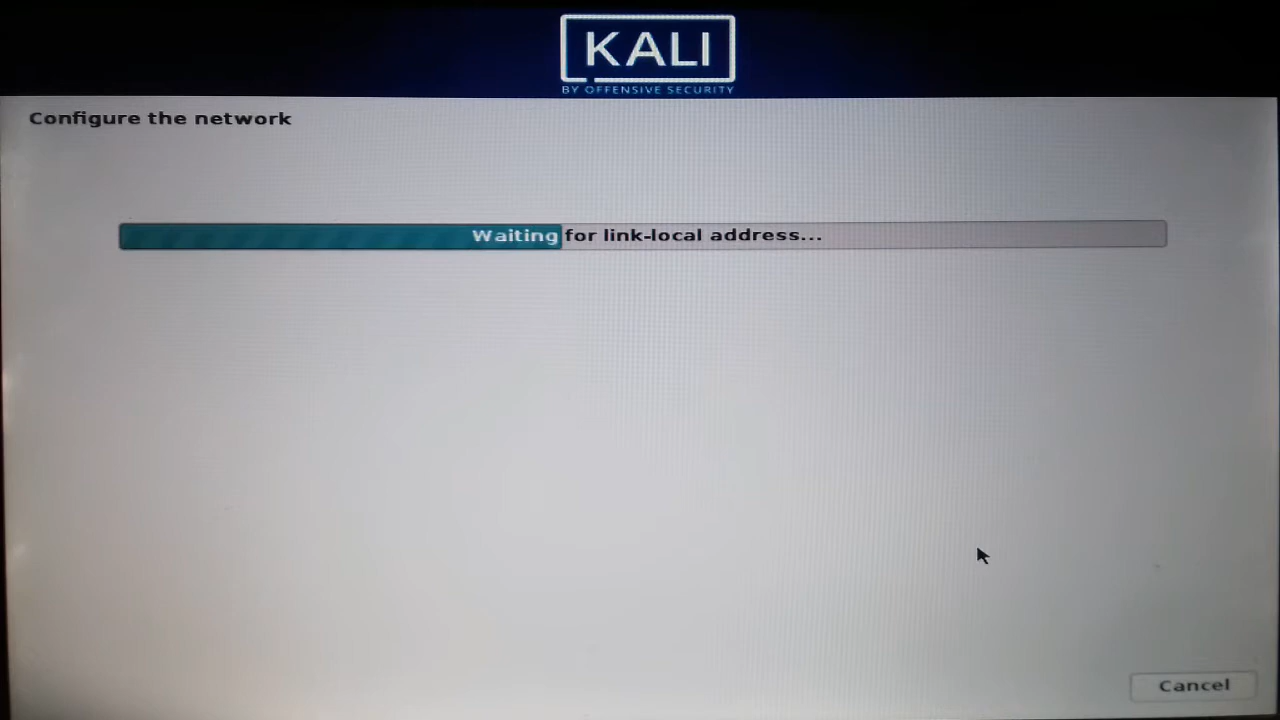 KALI
BY OFFENSIVE SECURITY
Configure the network
Waiting for link-local address...
Cancel